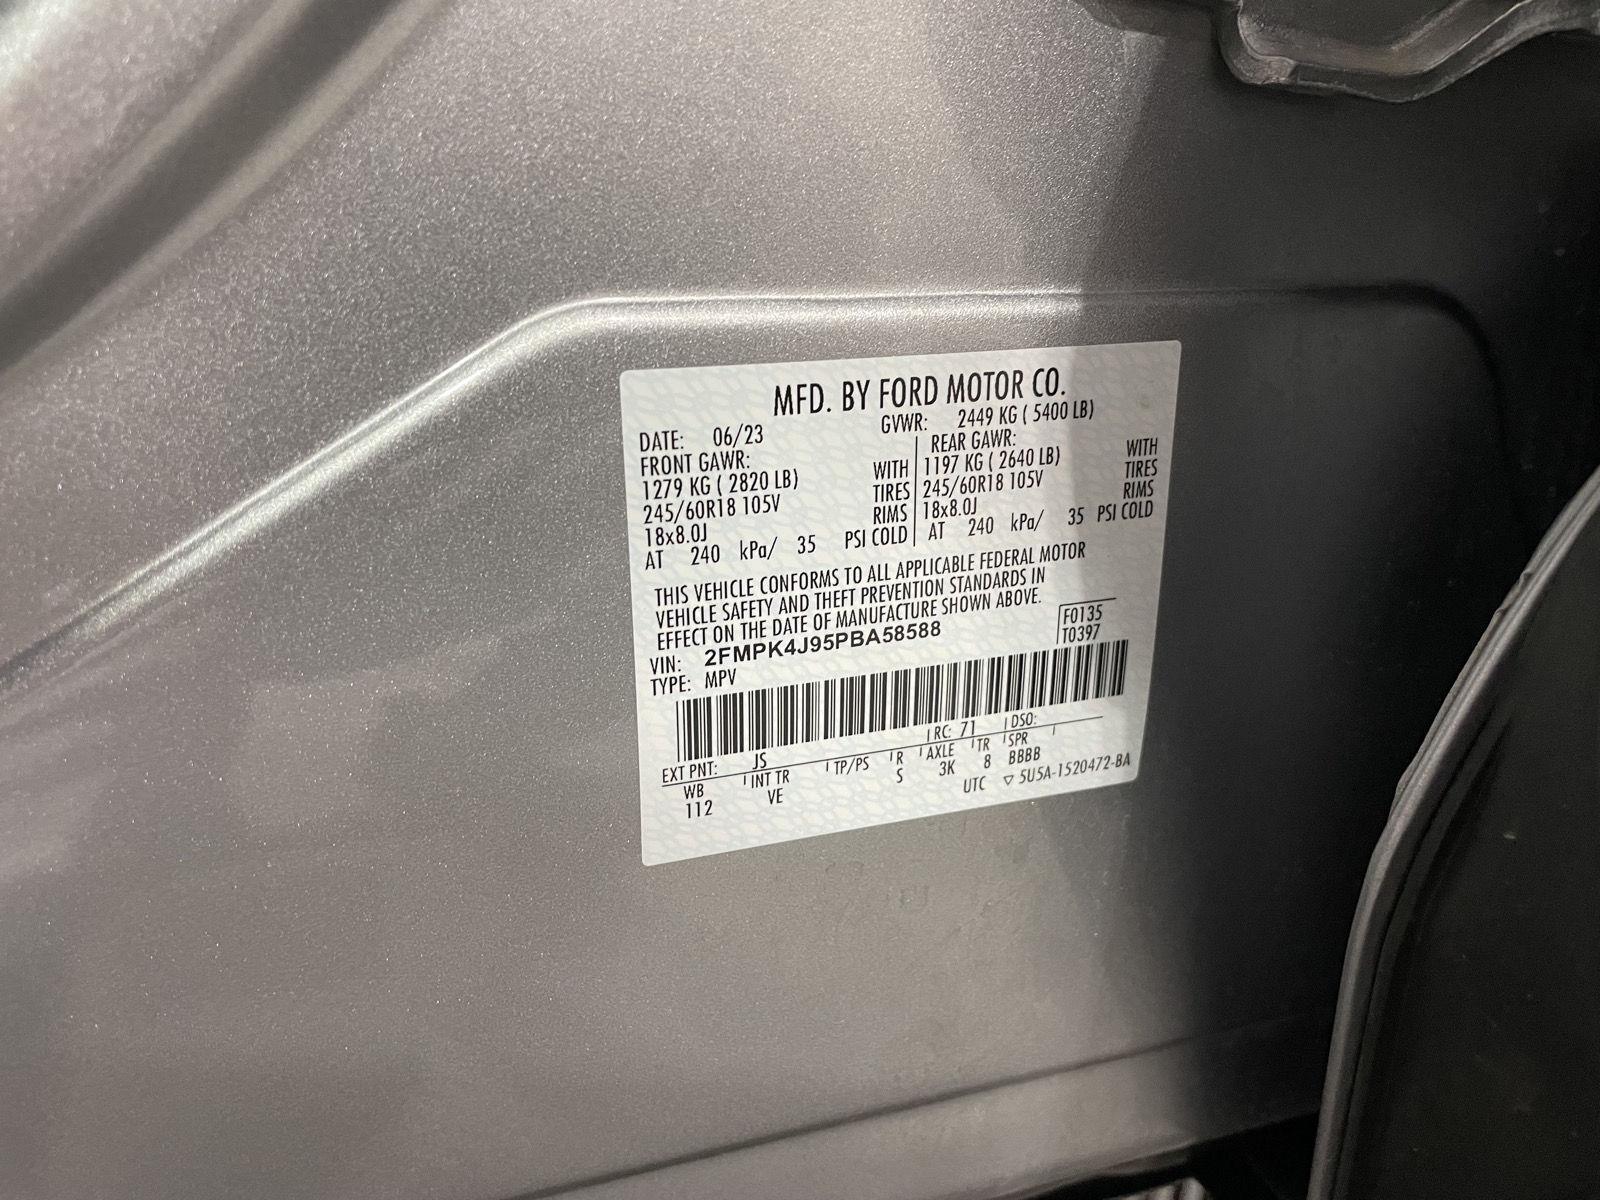 MFD. BY FORD MOTOR CO.
DATE: 06/23 GVWR: 2449 KG ( 5400 LB)
FRONT GAWR: REAR GAWR:
1279 KG ( 2820 LB) WITH 1197 KG ( 2640 LB) WITH
245/60R18 105V TIRES 245/60R18 105V TIRES
18x8.0J RIMS 18x8.0J RIMS
AT 240 kPa/ 35 PSI COLD AT 240 kPa/ 35 PSI COLD
THIS VEHICLE CONFORMS TO ALL APPLICABLE FEDERAL MOTOR
VEHICLE SAFETY AND THEFT PREVENTION STANDARDS IN
EFFECT ON THE DATE OF MANUFACTURE SHOWN ABOVE.
VIN: 2FMPK4J95PBA58588 F0135
TYPE: MPV T0397
EXT PNT: JS RC: 71 DSO:
WB INT TR TP/PS R AXLE TR SPR
112 VE S 3K 8 BBBB
UTC ▽ 5U5A-1520472-BA